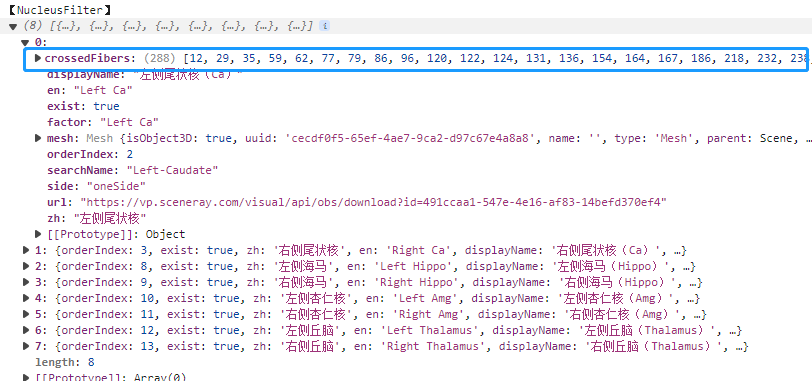 【NucleusFilter】
(8) [{…}, {…}, {…}, {…}, {…}, {…}, {…}, {…}] i
0:
crossedFibers: (288) [12, 29, 35, 59, 62, 77, 79, 86, 96, 120, 122, 124, 131, 136, 154, 164, 167, 186, 218, 232, 238
displayName: "左侧尾状核（Ca）"
en: "Left Ca"
exist: true
factor: "Left Ca"
mesh: Mesh {isObject3D: true, uuid: 'cecdf0f5-65ef-4ae7-9ca2-d97c67e4a8a8', name: '', type: 'Mesh', parent: Scene, …
orderIndex: 2
searchName: "Left-Caudate"
side: "oneSide"
url: "https://vp.sceneray.com/visual/api/obs/download?id=491ccaa1-547e-4e16-af83-14befd370ef4"
zh: "左侧尾状核"
[[Prototype]]: Object
1: {orderIndex: 3, exist: true, zh: '右侧尾状核', en: 'Right Ca', displayName: '右侧尾状核（Ca）', …}
2: {orderIndex: 8, exist: true, zh: '左侧海马', en: 'Left Hippo', displayName: '左侧海马（Hippo）', …}
3: {orderIndex: 9, exist: true, zh: '右侧海马', en: 'Right Hippo', displayName: '右侧海马（Hippo）', …}
4: {orderIndex: 10, exist: true, zh: '左侧杏仁核', en: 'Left Amg', displayName: '左侧杏仁核（Amg）', …}
5: {orderIndex: 11, exist: true, zh: '右侧杏仁核', en: 'Right Amg', displayName: '右侧杏仁核（Amg）', …}
6: {orderIndex: 12, exist: true, zh: '左侧丘脑', en: 'Left Thalamus', displayName: '左侧丘脑（Thalamus）', …}
7: {orderIndex: 13, exist: true, zh: '右侧丘脑', en: 'Right Thalamus', displayName: '右侧丘脑（Thalamus）', …}
length: 8
[[Prototype]]: Array(0)